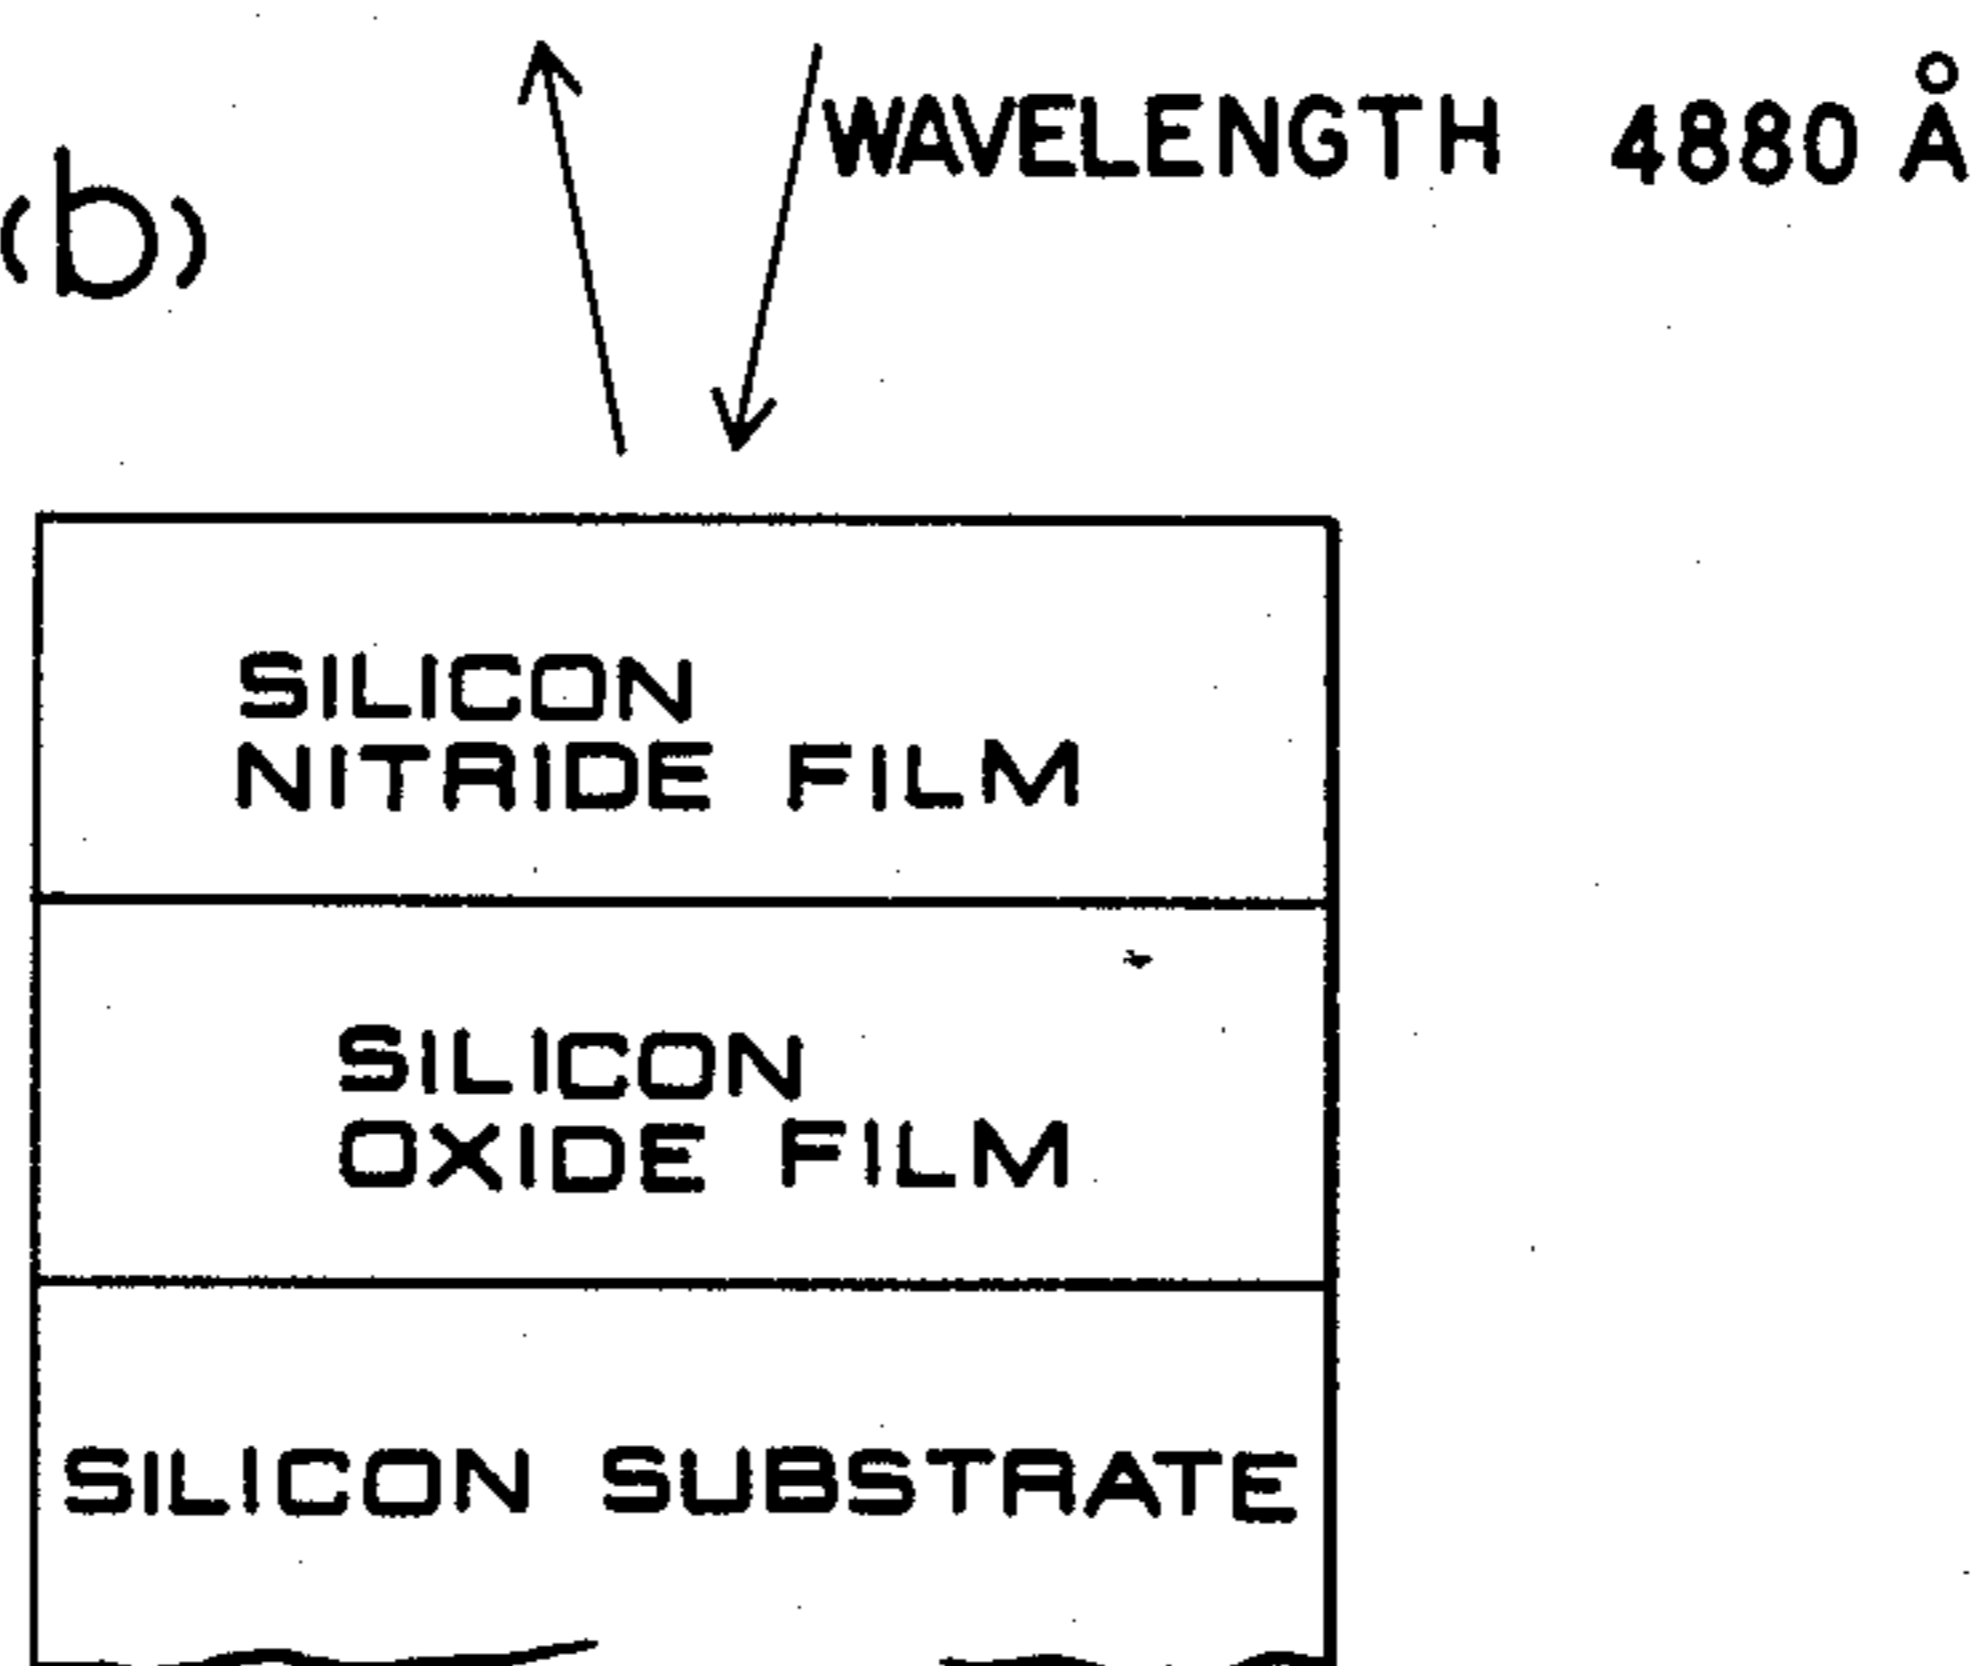 WAVELENGTH 4880 Å
(b)
SILICON
NITRIDE FILM
SILICON
OXIDE FILM
SILICON SUBSTRATE